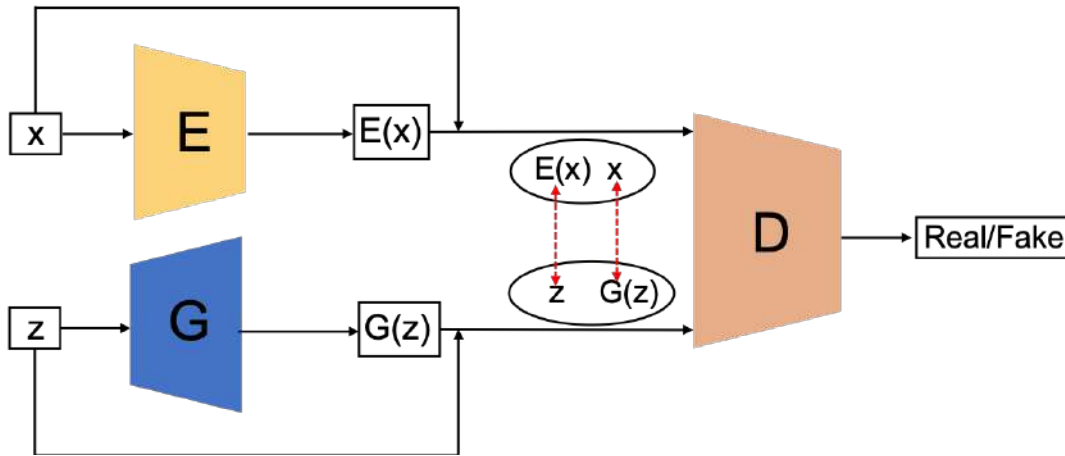 x
E
E(x)
E(x) x
z G(z)
D
Real/Fake
z
G
G(z)